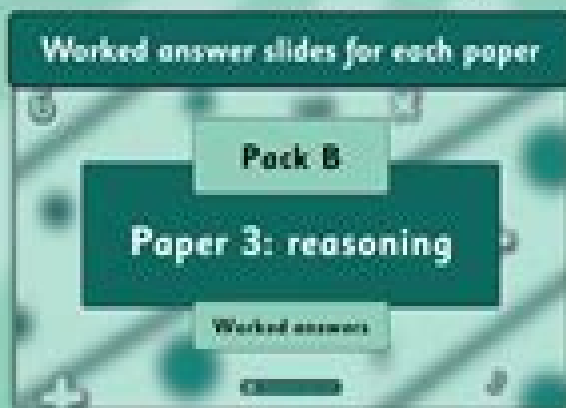 Worked answer slides for each paper
Pack B
Paper 3: reasoning
Worked answers